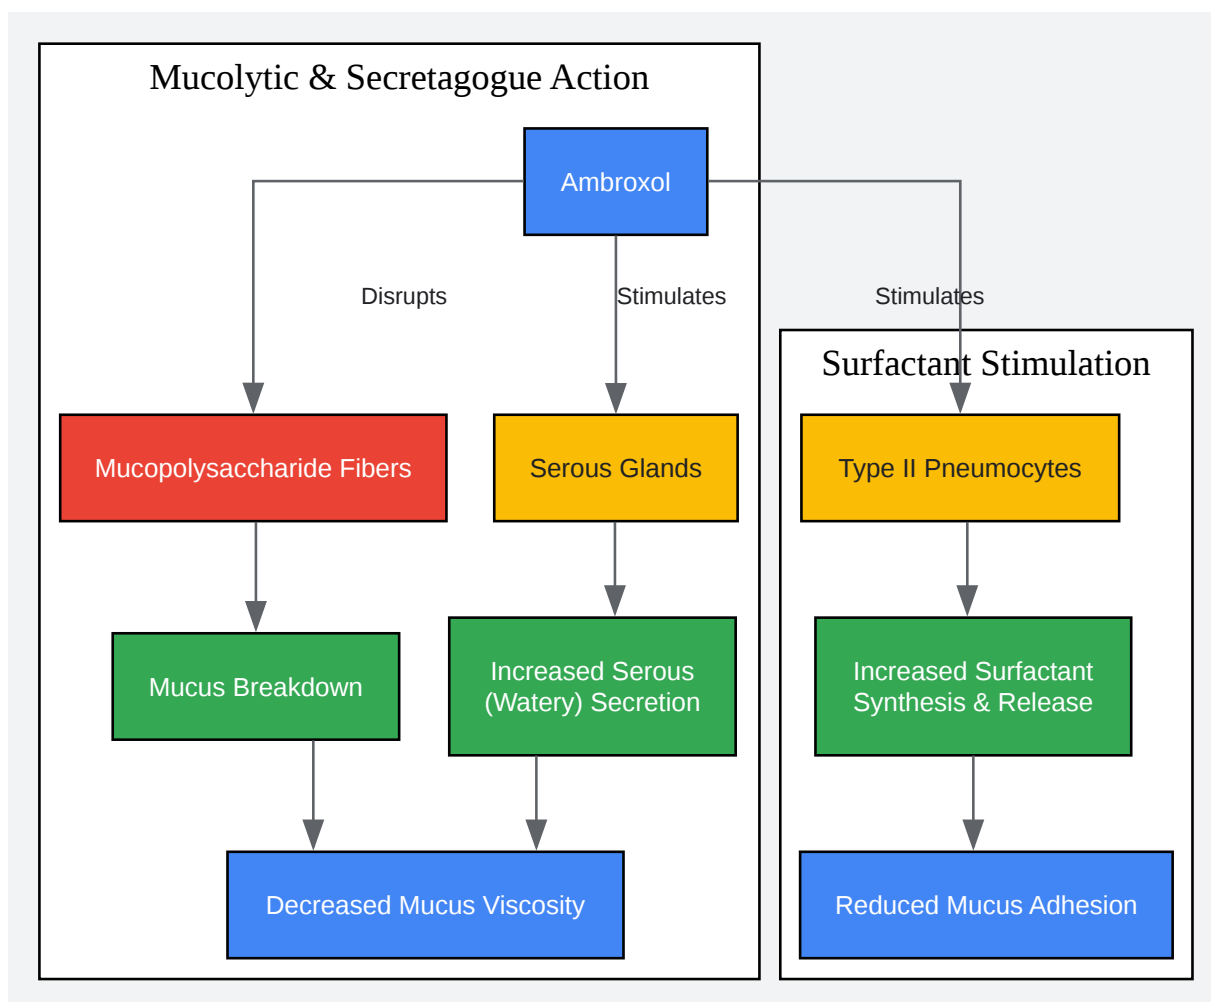 Mucolytic & Secretagogue Action
Ambroxol
Disrupts
Stimulates
Stimulates
Surfactant Stimulation
Mucopolysaccharide Fibers
Serous Glands
Type II Pneumocytes
Mucus Breakdown
Increased Serous
(Watery) Secretion
Increased Surfactant
Synthesis & Release
Decreased Mucus Viscosity
Reduced Mucus Adhesion